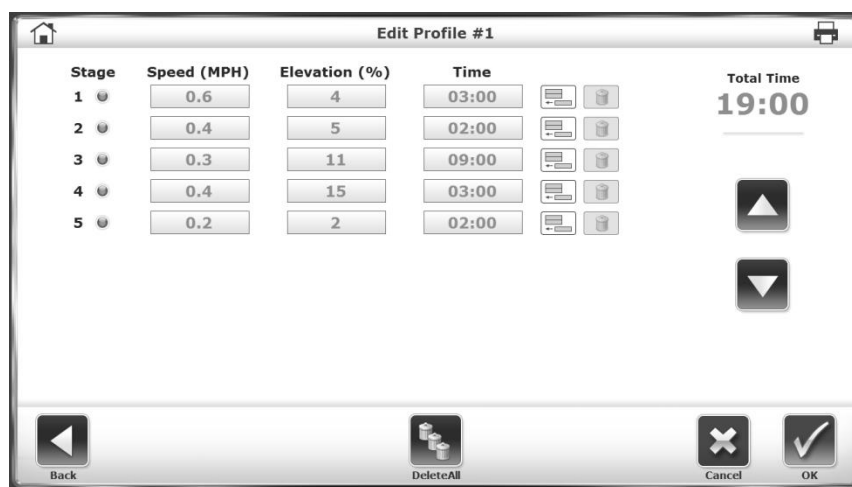 Edit Profile #1
Stage Speed (MPH) Elevation (%) Time
Total Time
19:00
1 0.6 4 03:00
2 0.4 5 02:00
3 0.3 11 09:00
4 0.4 15 03:00
5 0.2 2 02:00
Back DeleteAll Cancel OK